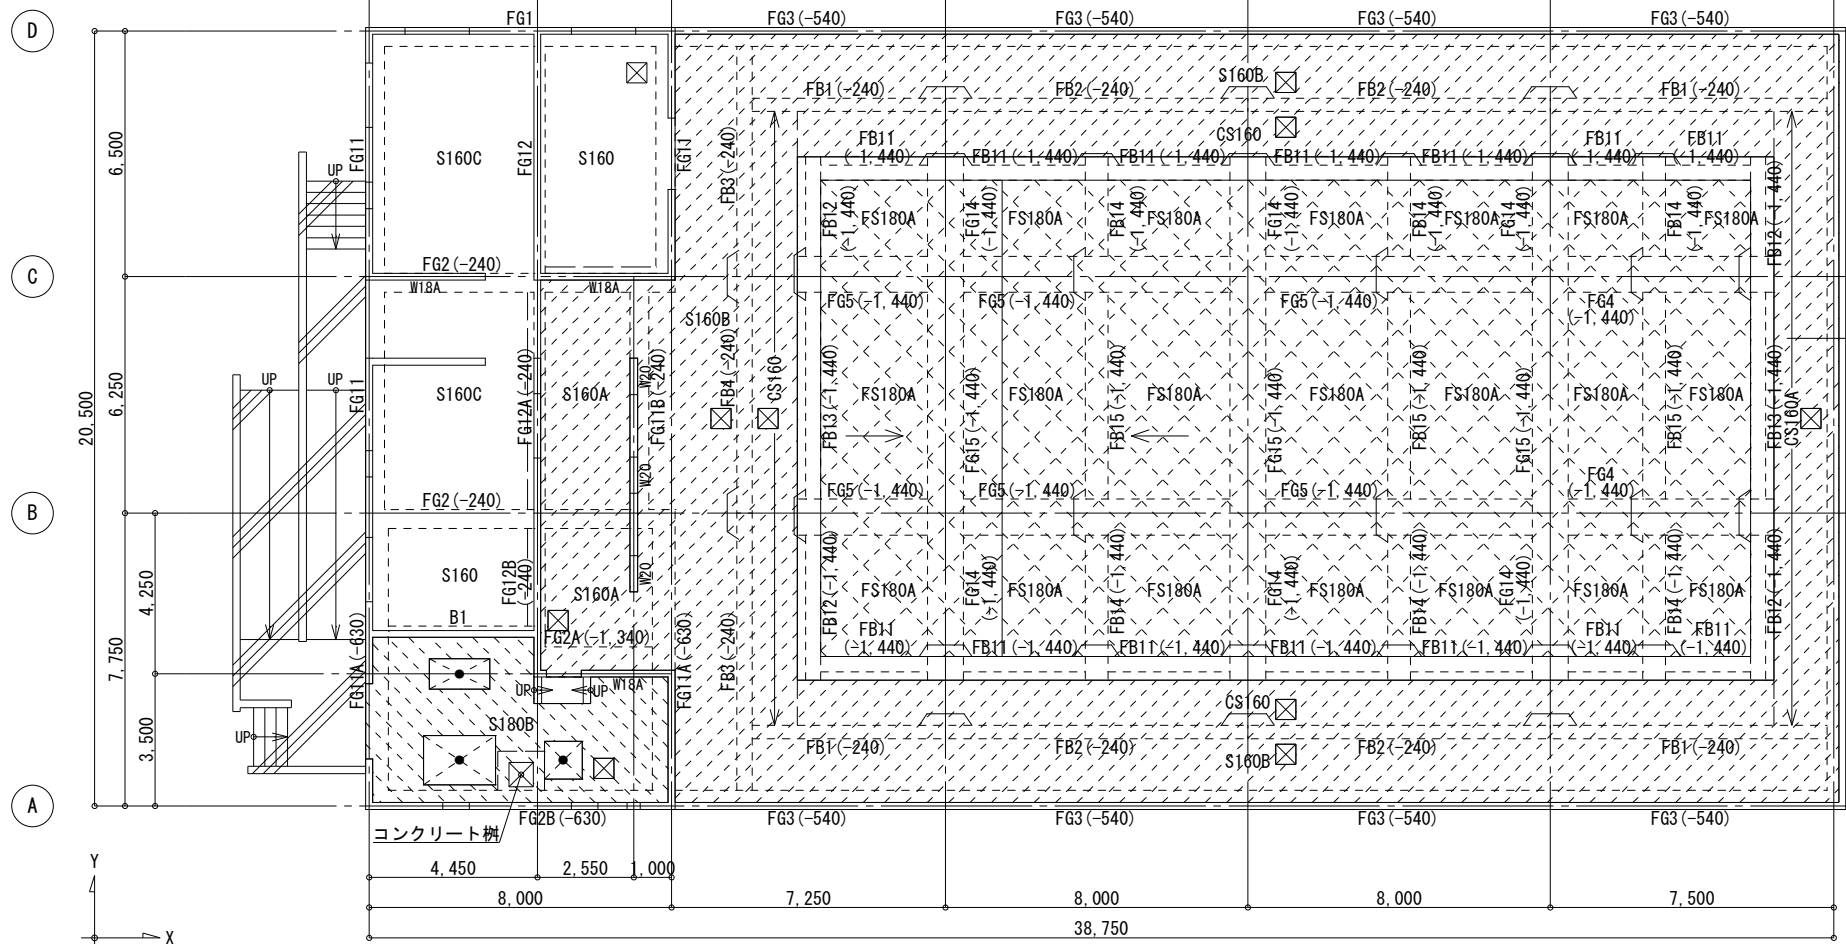 D
FG1
FG3(-540)
FG3(-540)
FG3(-540)
FG3(-540)
S160B
FB1(-240)
FB2(-240)
FB2(-240)
FB1(-240)
6,500
FG11
S160C
FG12
S160
FG11
FB3(-240)
CS160
FB11
(-1,440)
FB11(-1,440)
FB11(-1,440)
FB11(-1,440)
FB11(-1,440)
FB11
(-1,440)
FB11
(-1,440)
UP
FB12
(-1,440)
FS180A
FG14
(-1,440)
FS180A
FB14
(-1,440)
FS180A
FG14
(-1,440)
FS180A
FB14
(-1,440)
FS180A
FG14
(-1,440)
FS180A
FB14
(-1,440)
FS180A
FB12(-1,440)
C
FG2(-240)
W18A
W18A
S160B
FG5(-1,440)
FG5(-1,440)
FG5(-1,440)
FG4
(-1,440)
20,500
6,250
UP
UP
FG11
S160C
FG12A(-240)
S160A
W20
FG11B(-240)
FB4(-240)
CS160
FB13(-1,440)
FS180A
FG15(-1,440)
FS180A
FB15(-1,440)
FS180A
FG15(-1,440)
FS180A
FB15(-1,440)
FS180A
FG15(-1,440)
FS180A
FB15(-1,440)
FS180A
FB13(-1,440)
CS160A
W20
FG2(-240)
FG5(-1,440)
FG5(-1,440)
FG5(-1,440)
FG4
(-1,440)
B
4,250
7,750
S160
FG12B
(-240)
S160A
W20
B1
FG2A(-1,340)
FB12(-1,440)
FS180A
FG14
(-1,440)
FS180A
FB14(-1,440)
FS180A
FG14
(-1,440)
FS180A
FB14(-1,440)
FS180A
FG14
(-1,440)
FS180A
FB14(-1,440)
FS180A
FB12(-1,440)
FB11
(-1,440)
FB11(-1,440)
FB11(-1,440)
FB11(-1,440)
FB11(-1,440)
FB11
(-1,440)
FB11
(-1,440)
FG11A(-630)
FG11A(-630)
FB3(-240)
UP
UP
W18A
3,500
UP
S180B
CS160
S160B
FB1(-240)
FB2(-240)
FB2(-240)
FB1(-240)
A
FG2B(-630)
FG3(-540)
FG3(-540)
FG3(-540)
FG3(-540)
コンクリート桝
Y
X
4,450
2,550
1,000
8,000
7,250
8,000
8,000
7,500
38,750